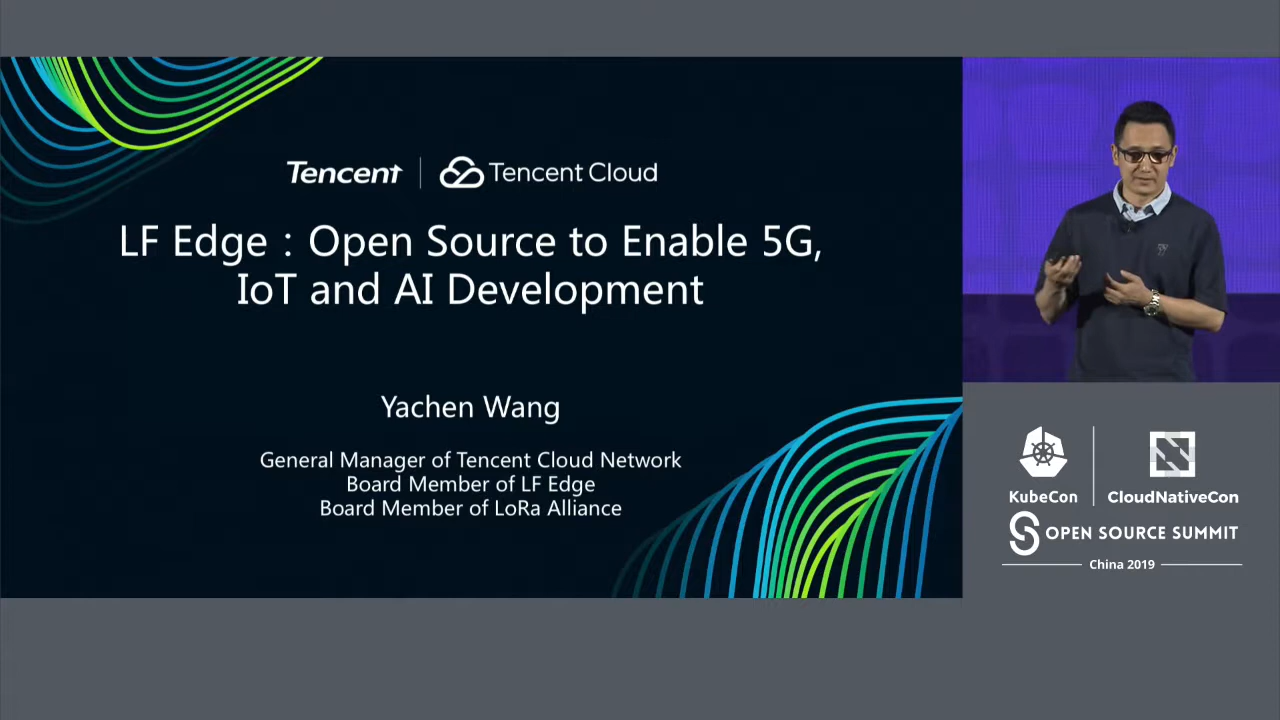 Tencent | Tencent Cloud
LF Edge：Open Source to Enable 5G,
IoT and AI Development
Yachen Wang
General Manager of Tencent Cloud Network
Board Member of LF Edge
Board Member of LoRa Alliance
KubeCon
CloudNativeCon
OPEN SOURCE SUMMIT
China 2019